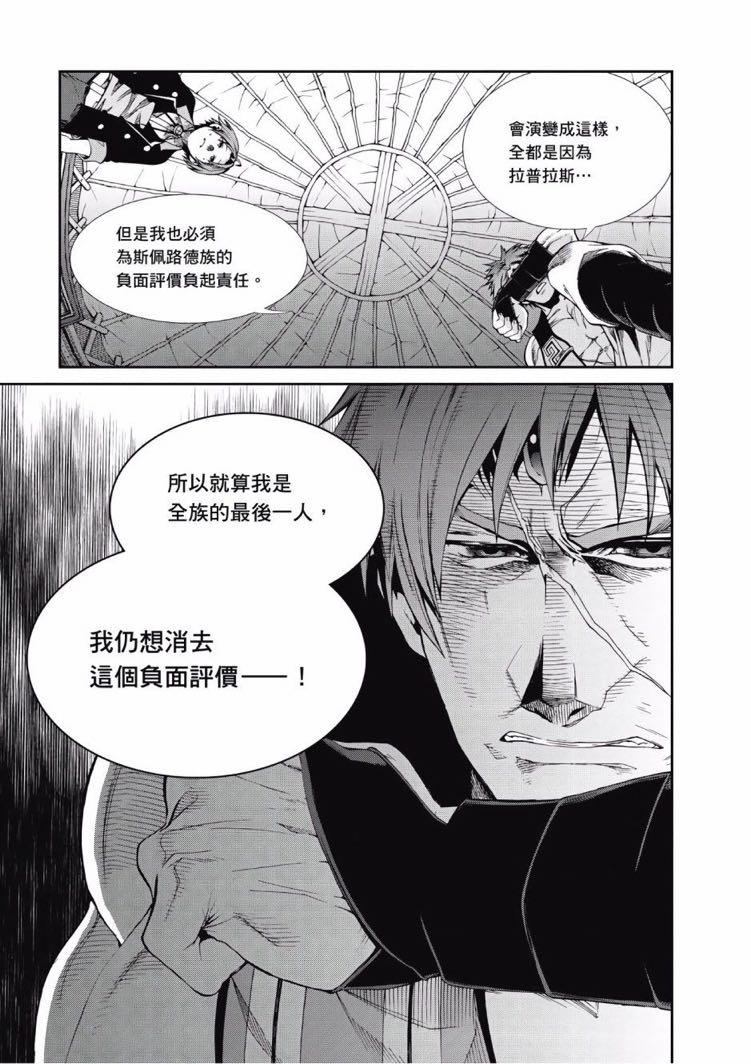 會演變成這樣，
全都是因為
拉普拉斯…
但是我也必須
為斯佩路德族的
負面評價負起責任。
所以就算我是
全族的最後一人，
我仍想消去
這個負面評價——！